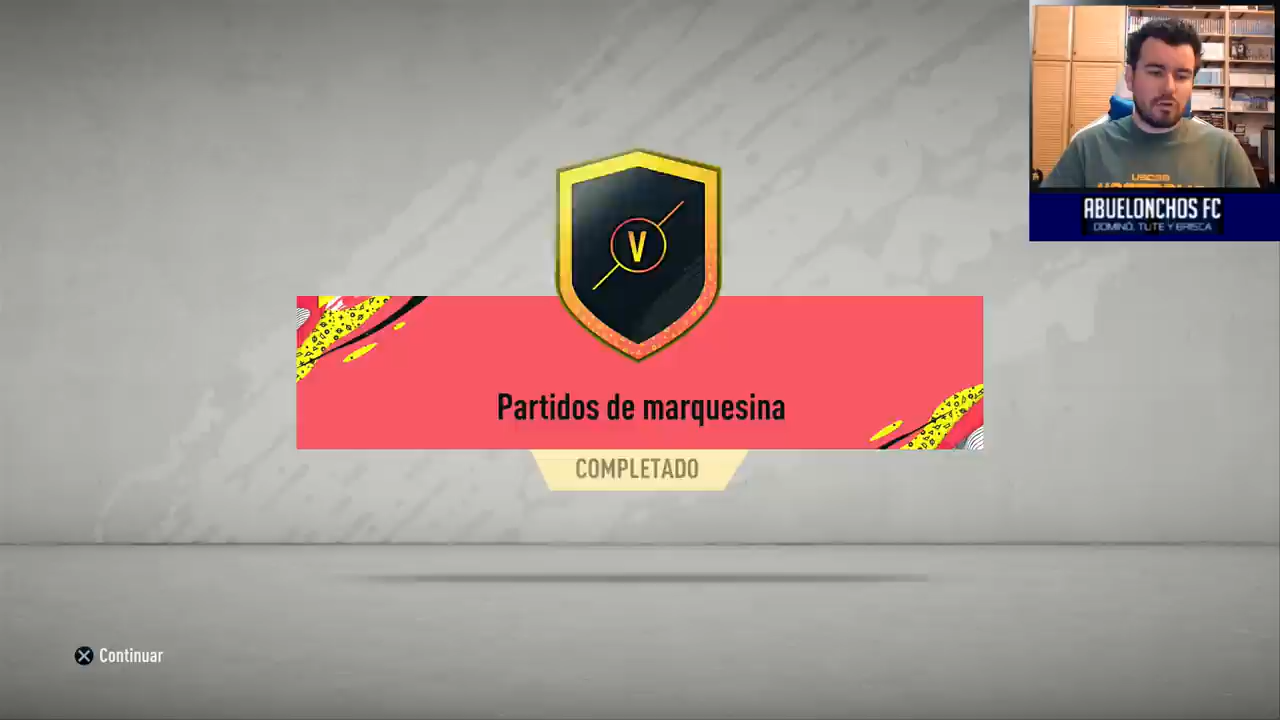 ABUELONCHOS FC
DOMINÓ, TUTE Y BRISCA
V
Partidos de marquesina
COMPLETADO
Continuar